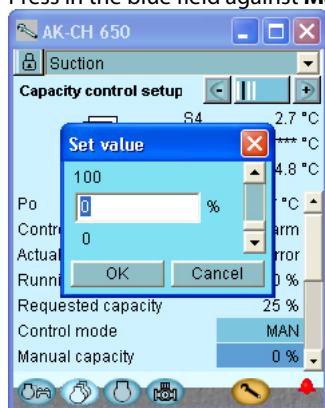 Press in the blue field against M
AK-CH 650
Suction
Capacity control setup
S4 2.7 °C
*** °C
4.8 °C
Set value
100
0 %
0
OK Cancel
Po °C
Contr arm
Actual rror
Runni 0 %
Requested capacity 25 %
Control mode MAN
Manual capacity 0 %